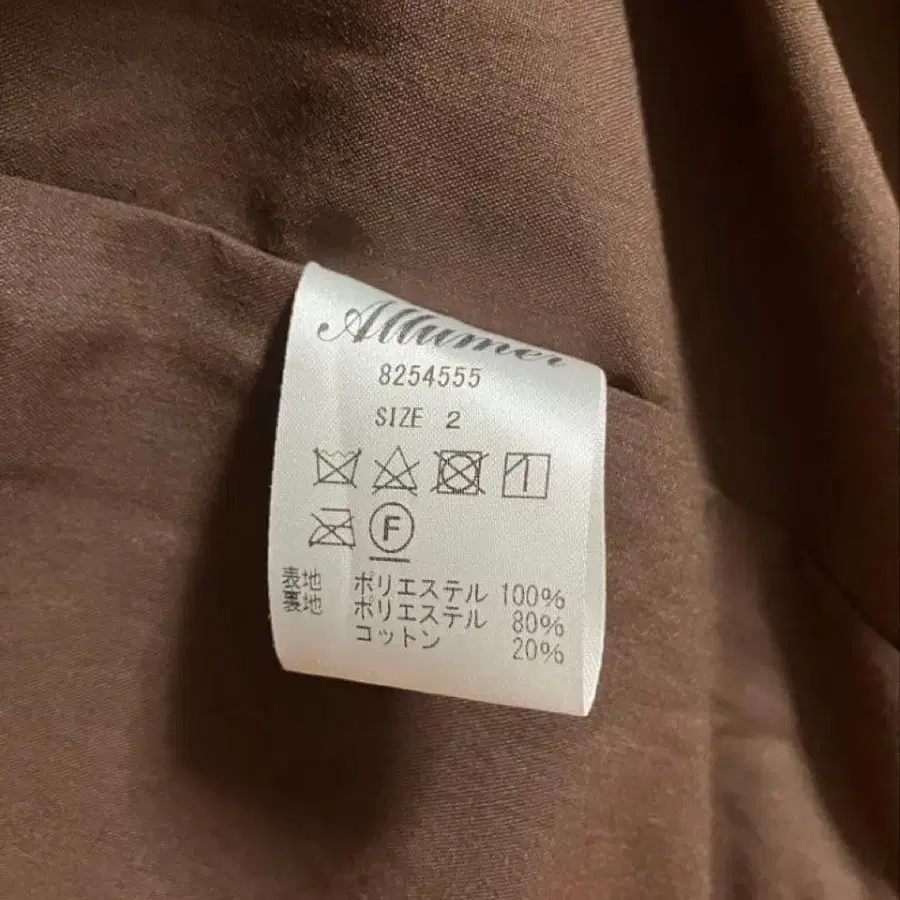 Allumer
8254555
SIZE 2
F
表地 ポリエステル 100%
裏地 ポリエステル 80%
コットン 20%